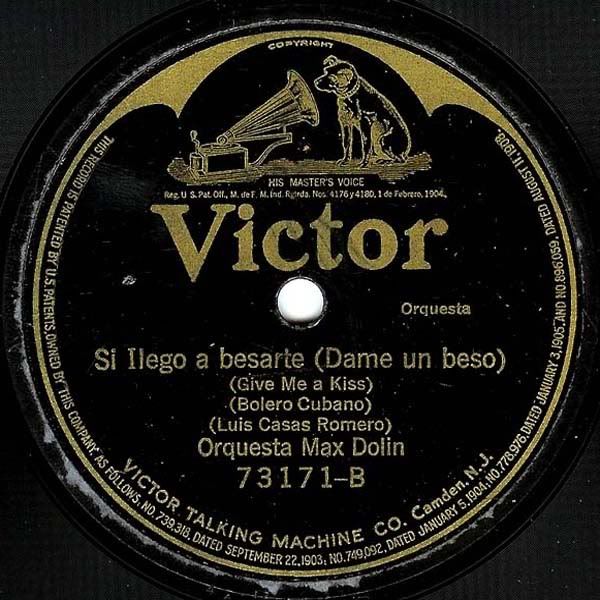 COPYRIGHT
HIS MASTER'S VOICE
Reg. U. S. Pat. Off., M. de F. M. Ind. Rgtrda. Nos. 4176 y 4180, 1 de Febrero, 1904.
Victor
Orquesta
Si llego a besarte (Dame un beso)
(Give Me a Kiss)
(Bolero Cubano)
(Luis Casas Romero)
Orquesta Max Dolin
73171-B
VICTOR TALKING MACHINE CO. Camden, N.J.
THIS RECORD IS PATENTED BY U.S. PATENTS, OWNED BY THIS COMPANY AS FOLLOWS, NO. 739,318, DATED SEPTEMBER 22, 1903; NO. 749,092, DATED JANUARY 5, 1904, NO. 778,976, DATED JANUARY 3, 1905, AND NO. 896,059, DATED AUGUST 11, 1908.